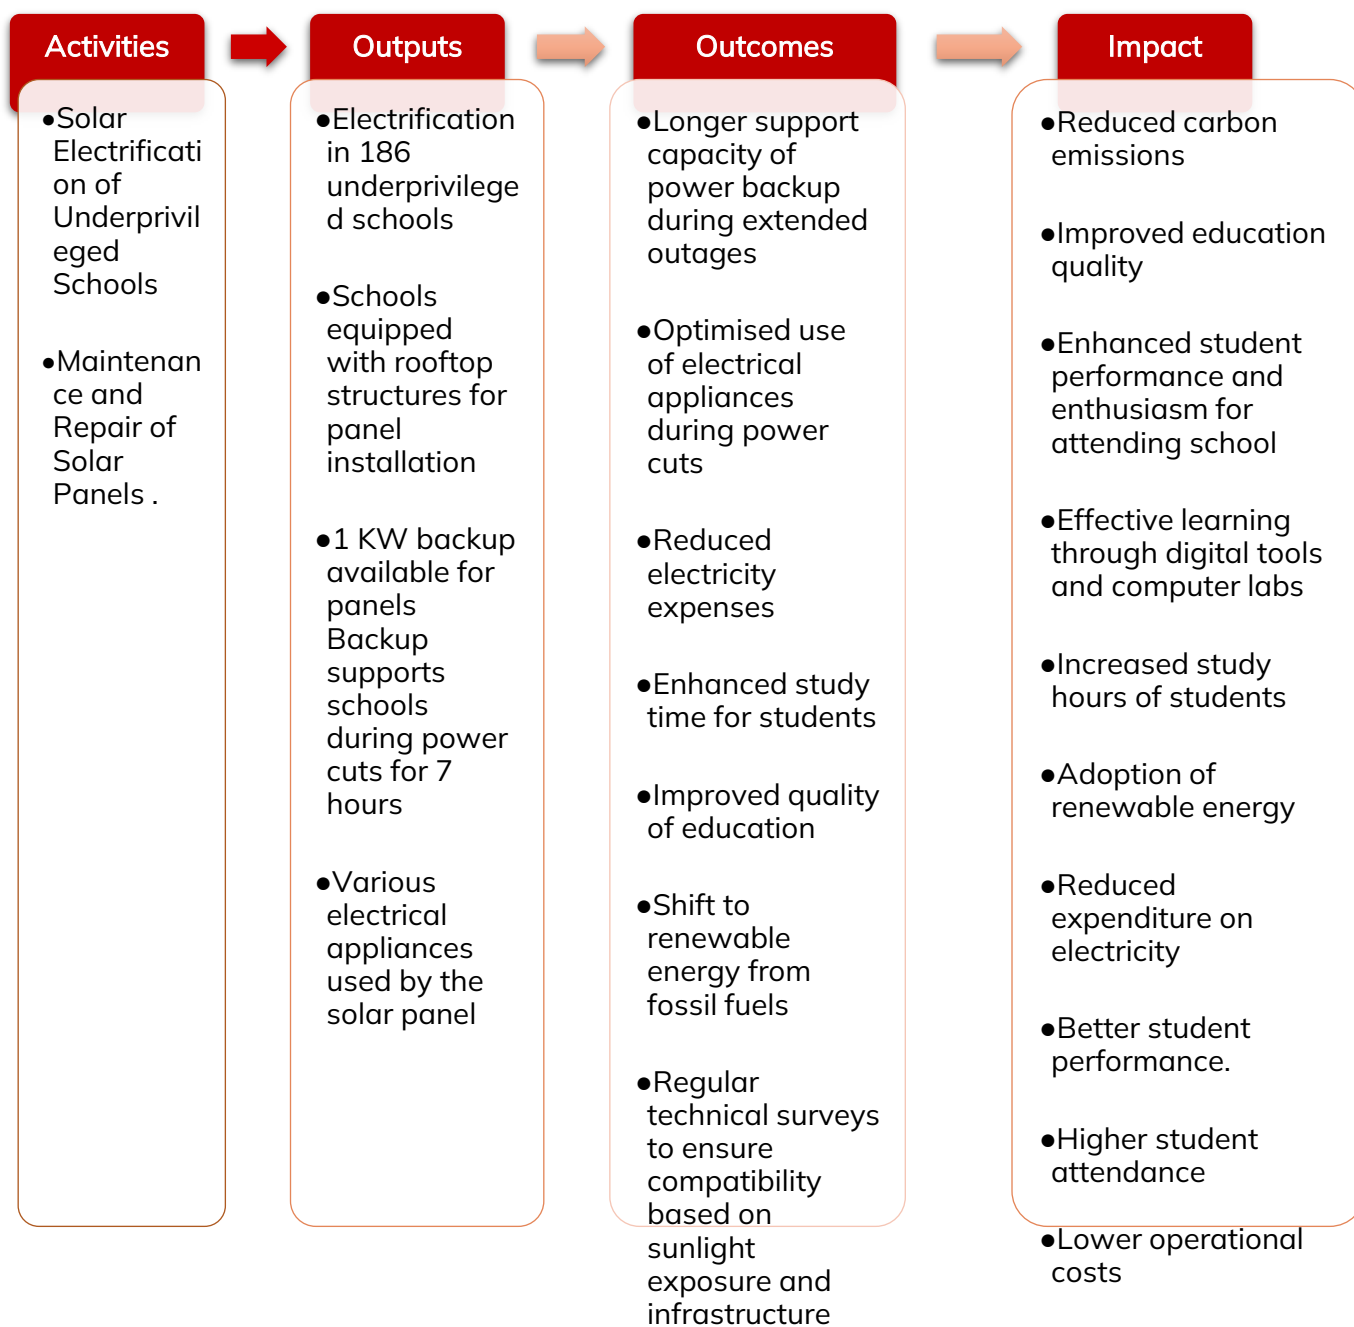 Activities
Outputs
Outcomes
Impact
●Solar
Electrificati
on of
Underprivil
eged
Schools
●Maintenan
ce and
Repair of
Solar
Panels .
●Electrification
in 186
underprivilege
d schools
●Schools
equipped
with rooftop
structures for
panel
installation
●1 KW backup
available for
panels
Backup
supports
schools
during power
cuts for 7
hours
●Various
electrical
appliances
used by the
solar panel
●Longer support
capacity of
power backup
during extended
outages
●Optimised use
of electrical
appliances
during power
cuts
●Reduced
electricity
expenses
●Enhanced study
time for students
●Improved quality
of education
●Shift to
renewable
energy from
fossil fuels
●Regular
technical surveys
to ensure
compatibility
based on
sunlight
exposure and
infrastructure
●Reduced carbon
emissions
●Improved education
quality
●Enhanced student
performance and
enthusiasm for
attending school
●Effective learning
through digital tools
and computer labs
●Increased study
hours of students
●Adoption of
renewable energy
●Reduced
expenditure on
electricity
●Better student
performance.
●Higher student
attendance
●Lower operational
costs